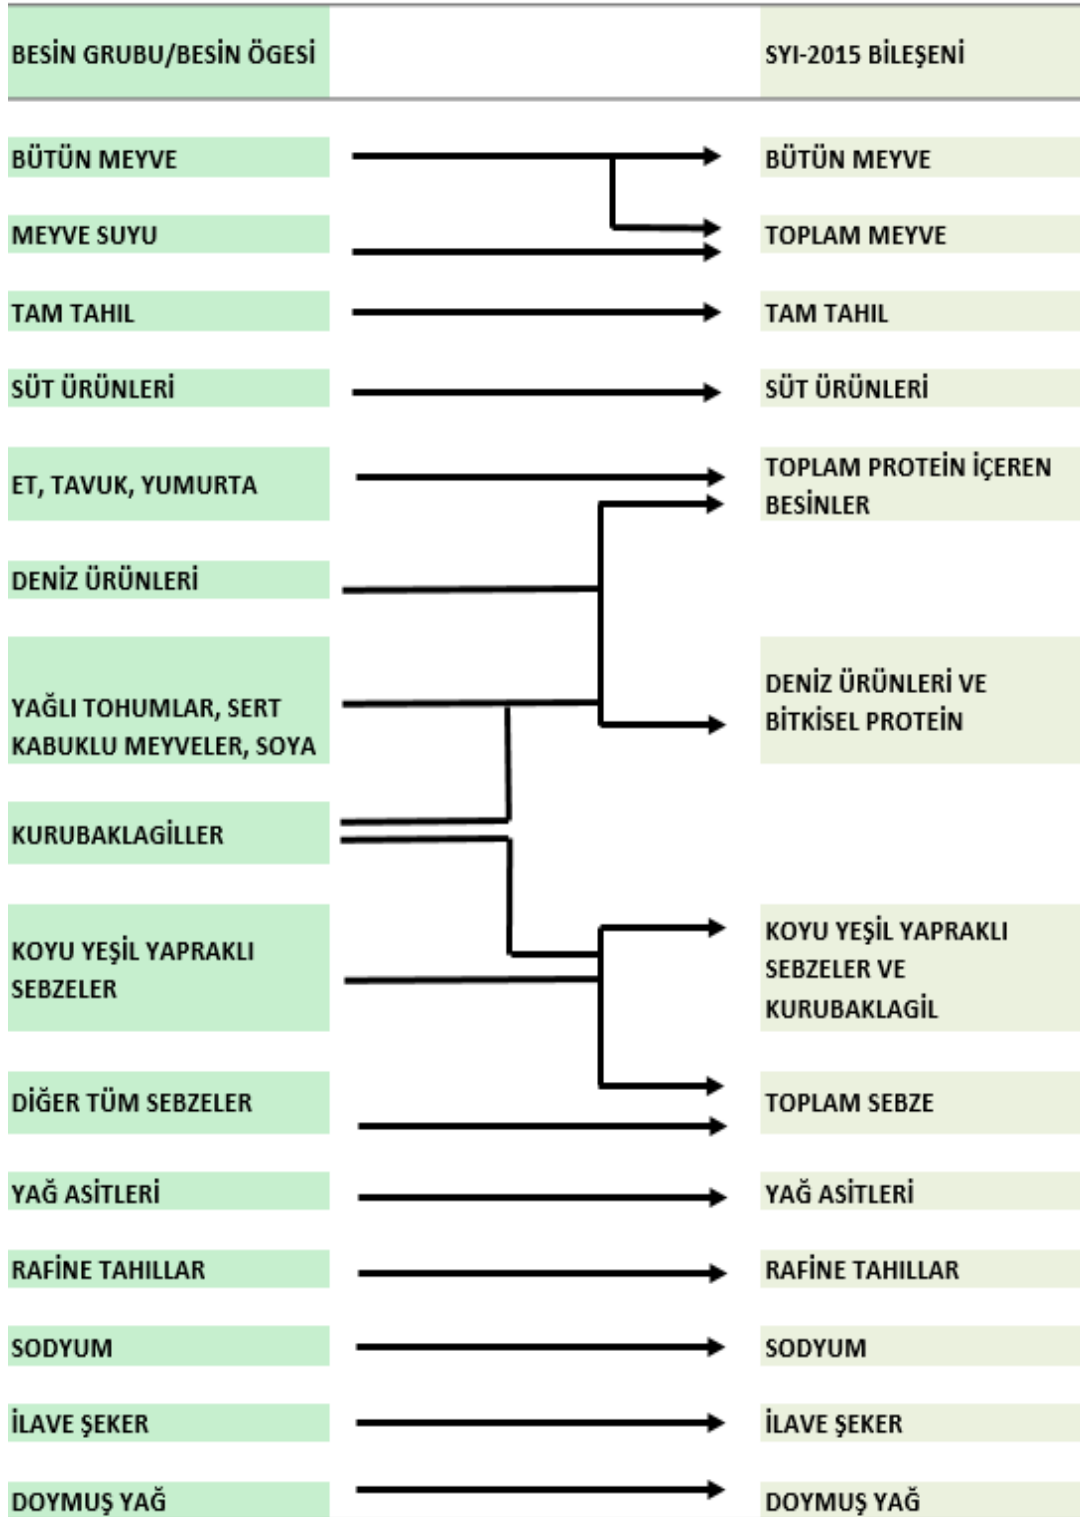 BESİN GRUBU/BESİN ÖGESİ
SYI-2015 BİLEŞENİ
BÜTÜN MEYVE
BÜTÜN MEYVE
MEYVE SUYU
TOPLAM MEYVE
TAM TAHIL
TAM TAHIL
SÜT ÜRÜNLERİ
SÜT ÜRÜNLERİ
ET, TAVUK, YUMURTA
TOPLAM PROTEİN İÇEREN
BESİNLER
DENİZ ÜRÜNLERİ
YAĞLI TOHUMLAR, SERT
KABUKLU MEYVELER, SOYA
DENİZ ÜRÜNLERİ VE
BİTKİSEL PROTEİN
KURUBAKLAGİLLER
KOYU YEŞİL YAPRAKLI
SEBZELER
KOYU YEŞİL YAPRAKLI
SEBZELER VE
KURUBAKLAGİL
DİĞER TÜM SEBZELER
TOPLAM SEBZE
YAĞ ASİTLERİ
YAĞ ASİTLERİ
RAFİNE TAHILLAR
RAFİNE TAHILLAR
SODYUM
SODYUM
İLAVE ŞEKER
İLAVE ŞEKER
DOYMUŞ YAĞ
DOYMUŞ YAĞ